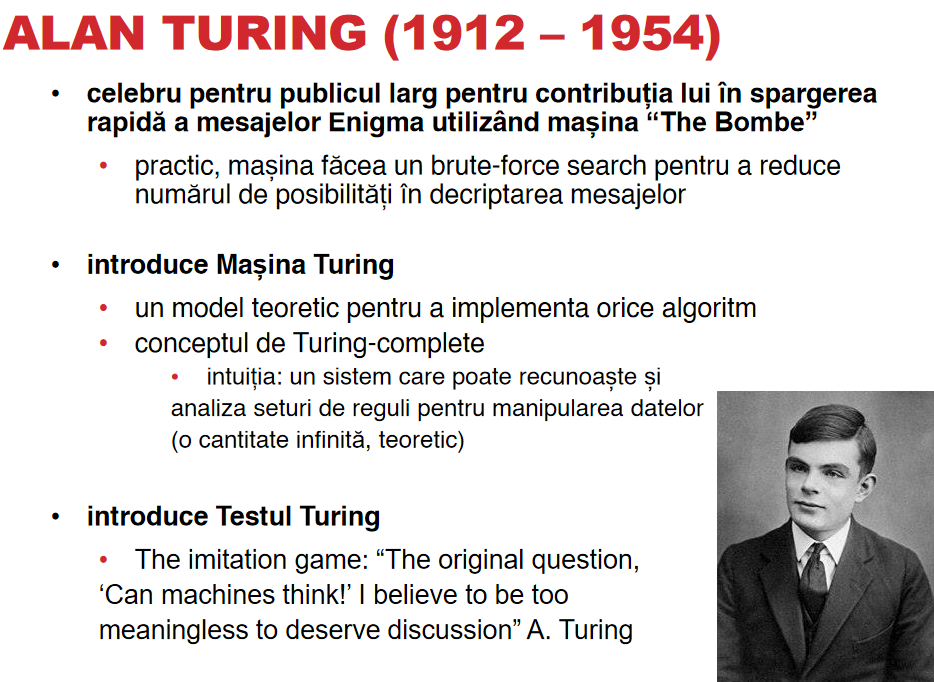 ALAN TURING (1912 – 1954)
• celebru pentru publicul larg pentru contribuția lui în spargerea
rapidă a mesajelor Enigma utilizând mașina “The Bombe”
• practic, mașina făcea un brute-force search pentru a reduce
numărul de posibilități în decriptarea mesajelor
• introduce Mașina Turing
• un model teoretic pentru a implementa orice algoritm
• conceptul de Turing-complete
• intuiția: un sistem care poate recunoaște și
analiza seturi de reguli pentru manipularea datelor
(o cantitate infinită, teoretic)
• introduce Testul Turing
• The imitation game: “The original question,
‘Can machines think!’ I believe to be too
meaningless to deserve discussion” A. Turing